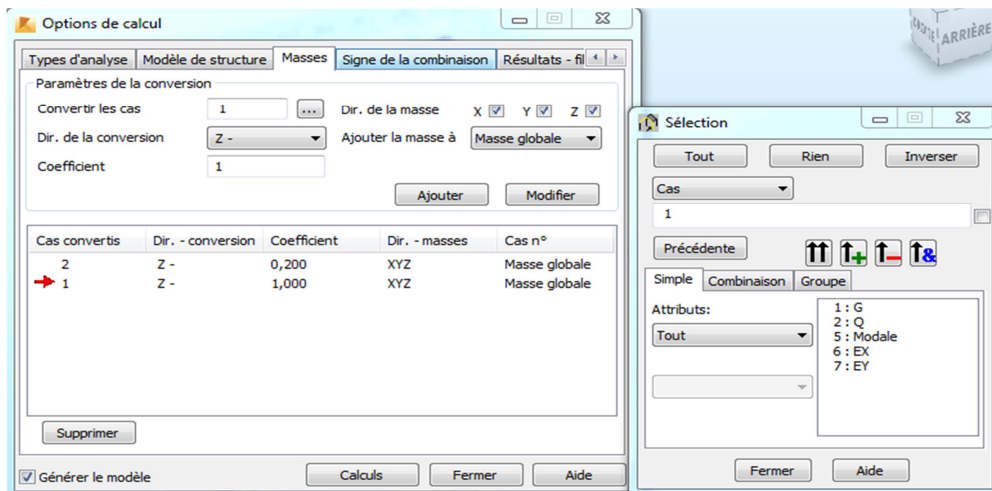 Options de calcul
Types d'analyse Modèle de structure Masses Signe de la combinaison Résultats - fil
Paramètres de la conversion
Convertir les cas 1 ... Dir. de la masse X Y Z
Dir. de la conversion Z - Ajouter la masse à Masse globale
Coefficient 1
Ajouter Modifier
Cas convertis Dir. - conversion Coefficient Dir. - masses Cas n°
2 Z - 0,200 XYZ Masse globale
1 Z - 1,000 XYZ Masse globale
Supprimer
Générer le modèle Calculs Fermer Aide
ARRIÈRE
Sélection
Tout Rien Inverser
Cas
1
Précédente
&
Simple Combinaison Groupe
Attributs:
Tout
1 : G
2 : Q
5 : Modale
6 : EX
7 : EY
Fermer Aide